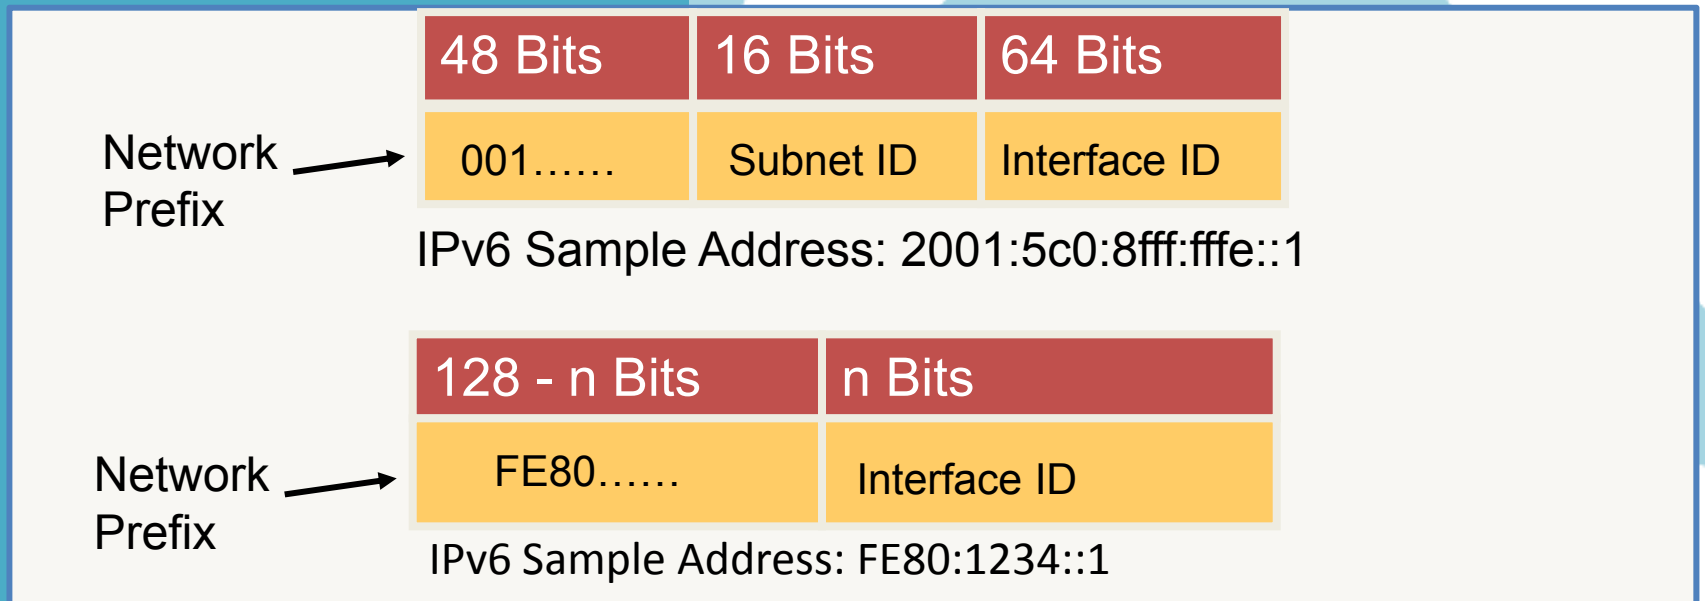 48 Bits 16 Bits 64 Bits
Network
Prefix
001...... Subnet ID Interface ID
IPv6 Sample Address: 2001:5c0:8fff:fffe::1
128 - n Bits n Bits
Network
Prefix
FE80...... Interface ID
IPv6 Sample Address: FE80:1234::1